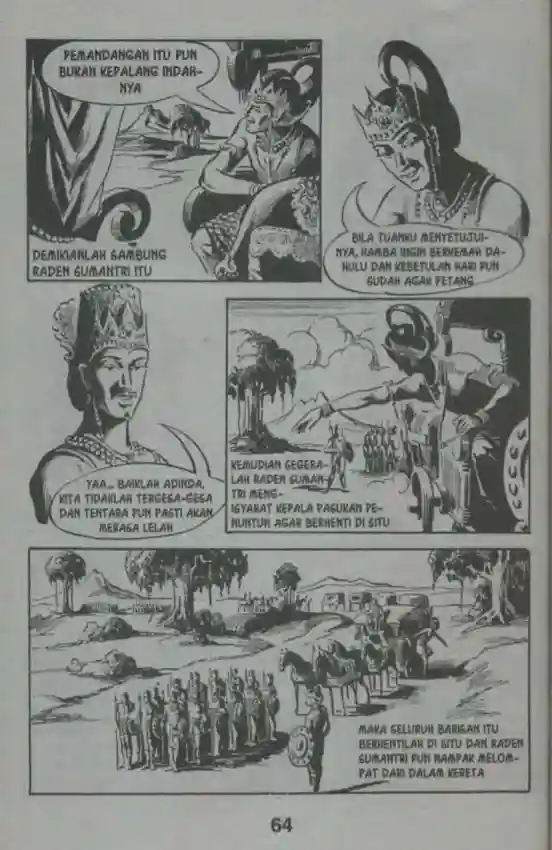 PEMANDANGAN ITU PUN
BUKAN KEPALANG INDAH-
NYA
DEMIKIANLAH SAMBUNG
RADEN SUMANTRI ITU
BILA TUANKU MENYETUJUI-
NYA, HAMBA INGIN BERKEMAH DA-
HULU DAN KEBETULAN HARI PUN
SUDAH AGAK PETANG
YAA.. BAIKLAH ADINDA,
KITA TIDAKLAH TERGESA-GESA
DAN TENTARA PUN PASTI AKAN
MERASA LELAH
KEMUDIAN SEGERA-
LAH RADEN SUMAN-
TRI MENG-
ISYARAT KEPALA PASUKAN PE-
NUNTUN AGAR BERHENTI DI SITU
MAKA SELURUH BARISAN ITU
BERHENTILAH DI SITU DAN RADEN
SUMANTRI PUN NAMPAK MELOM-
PAT DARI DALAM KERETA
64